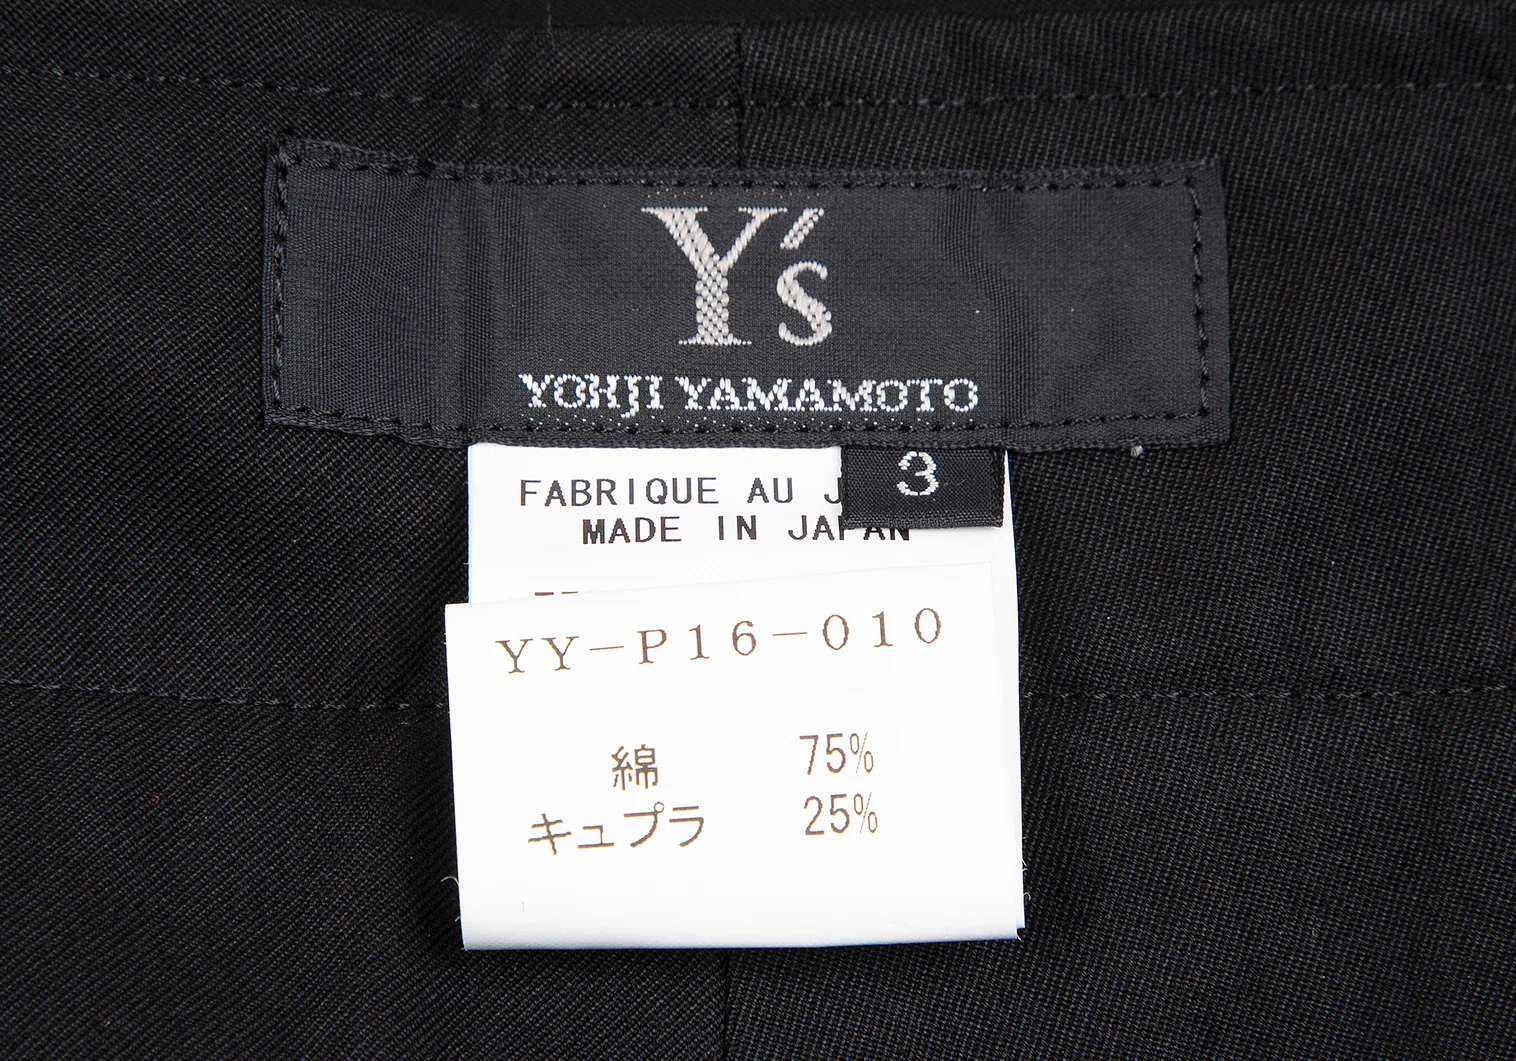 Y's
YOHJI YAMAMOTO
3
FABRIQUE AU J
MADE IN JAPAN
YY-P16-010
綿 75%
キュプラ 25%